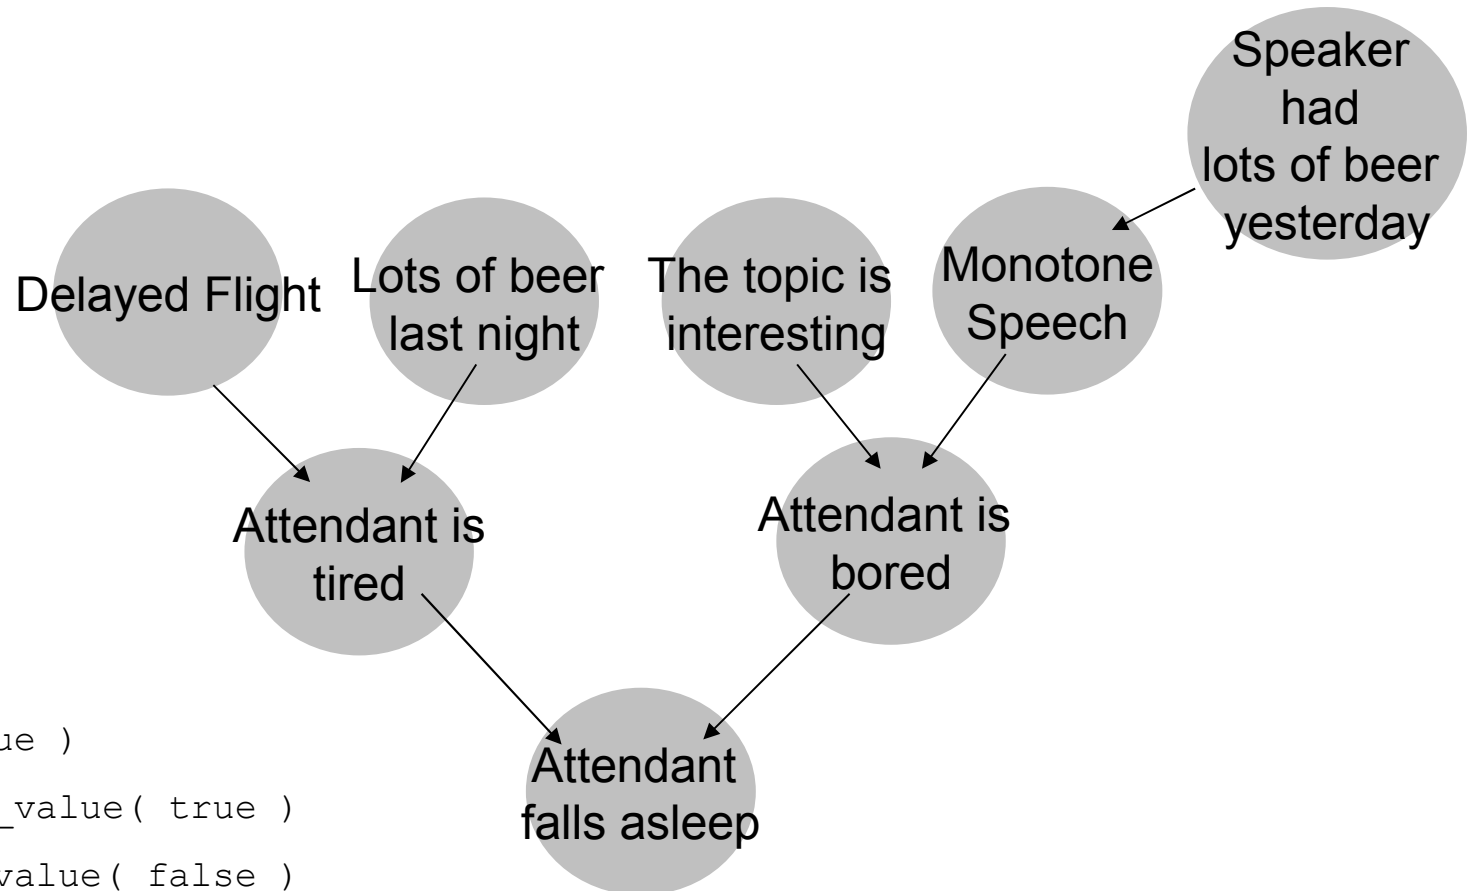 Speaker
had
lots of beer
yesterday
Delayed Flight
Lots of beer
last night
The topic is
interesting
Monotone
Speech
Attendant is
tired
Attendant is
bored
Attendant
falls asleep
ue )
_value( true )
value( false )